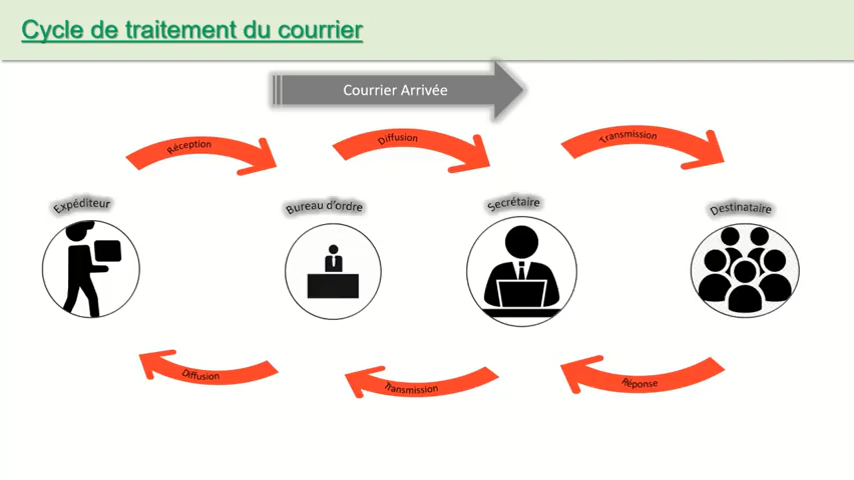 Cycle de traitement du courrier
Courrier Arrivée
Réception
Diffusion
Transmission
Expéditeur
Bureau d'ordre
Secrétaire
Destinataire
Diffusion
Transmission
Réponse